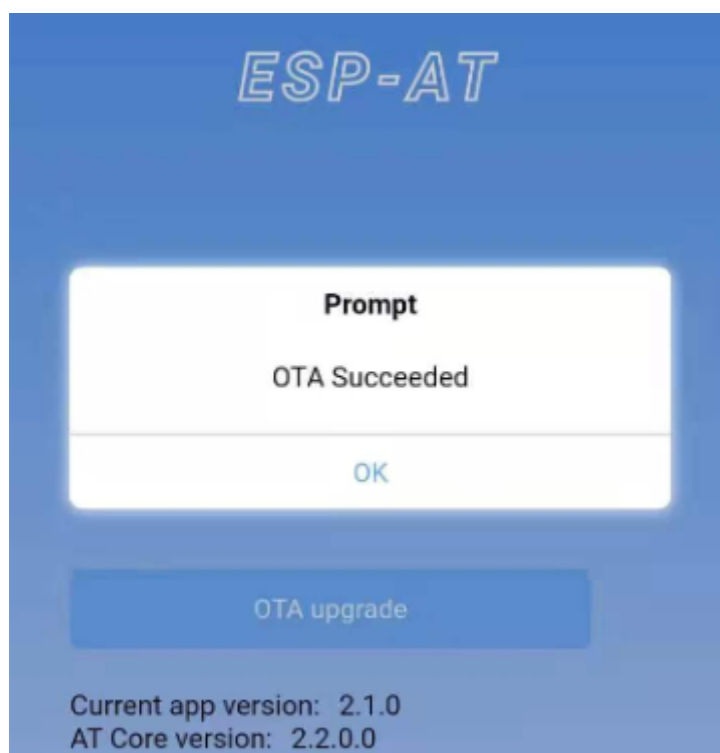 ESP-AT
Prompt
OTA Succeeded
OK
OTA upgrade
Current app version: 2.1.0
AT Core version: 2.2.0.0